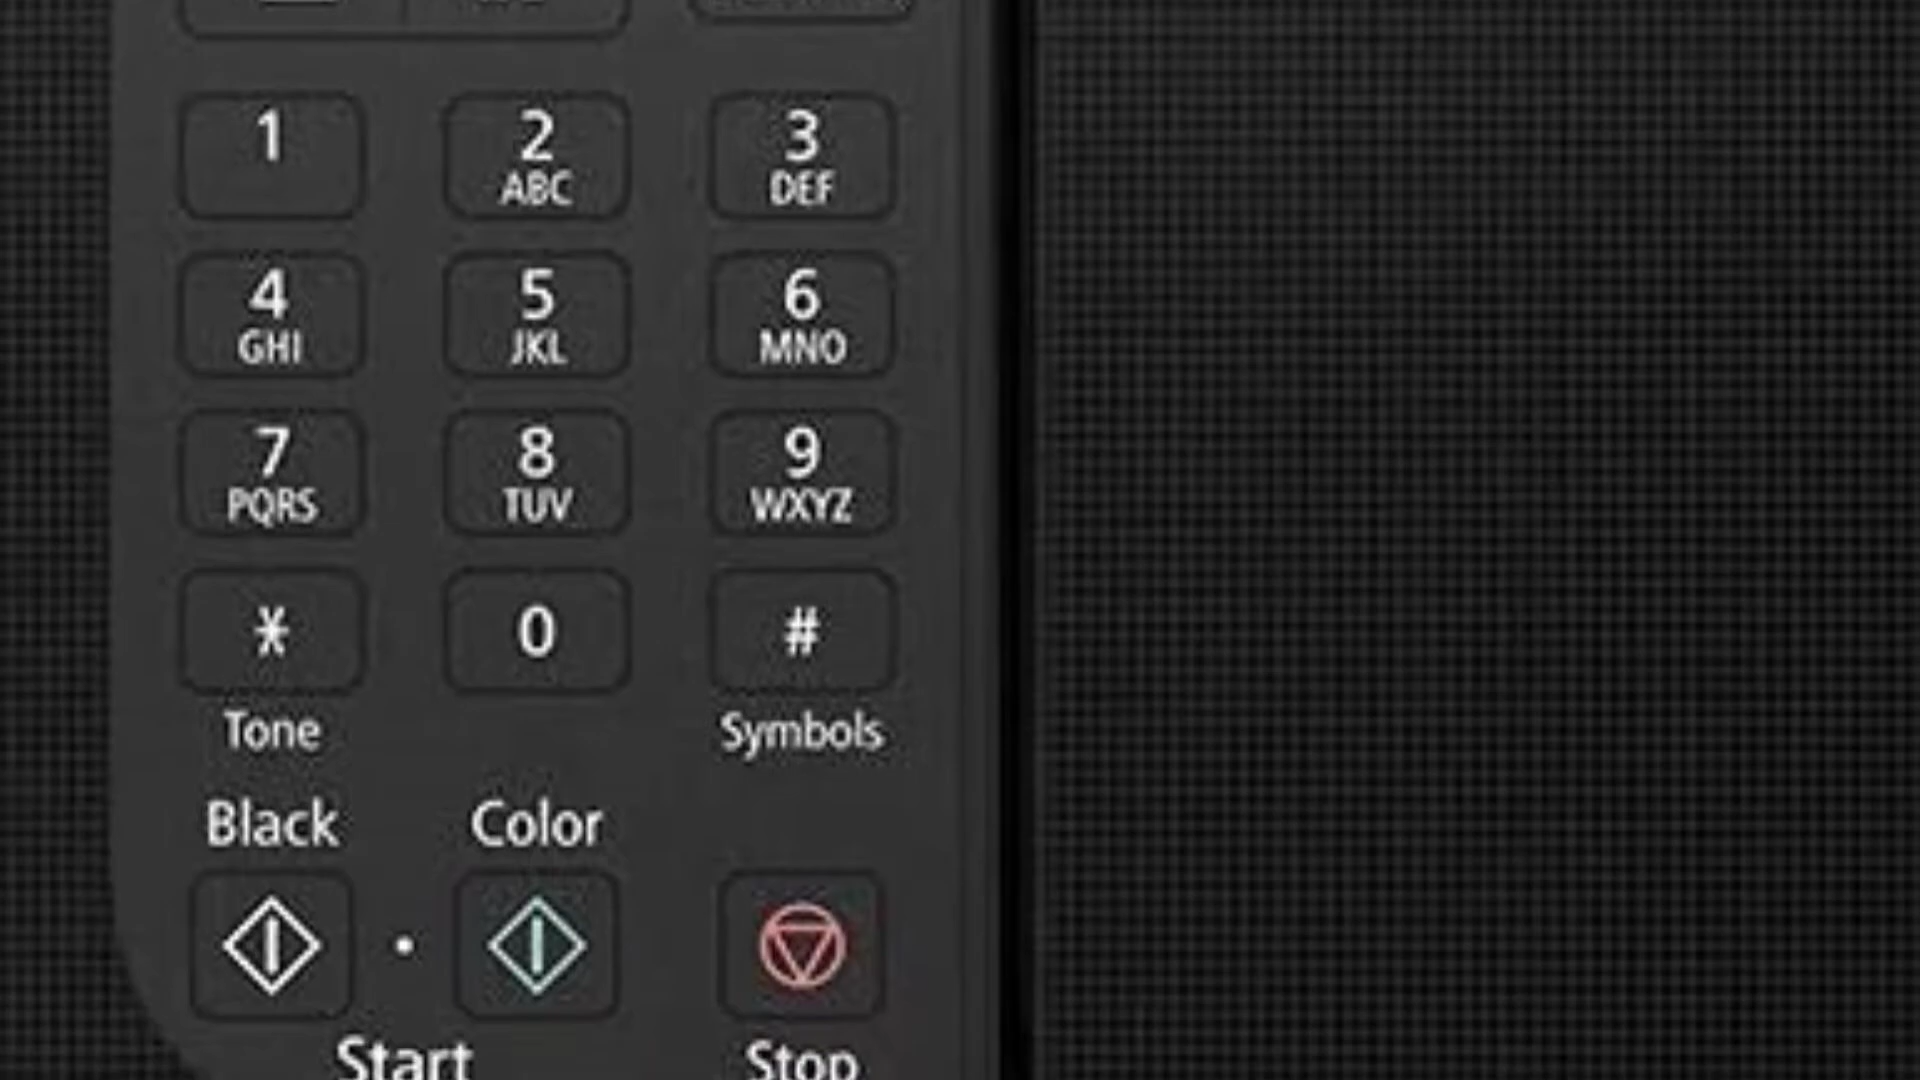 1 2 3
ABC DEF
4 5 6
GHI JKL MNO
7 8 9
PQRS TUV WXYZ
* 0 #
Tone Symbols
Black Color
Start Stop